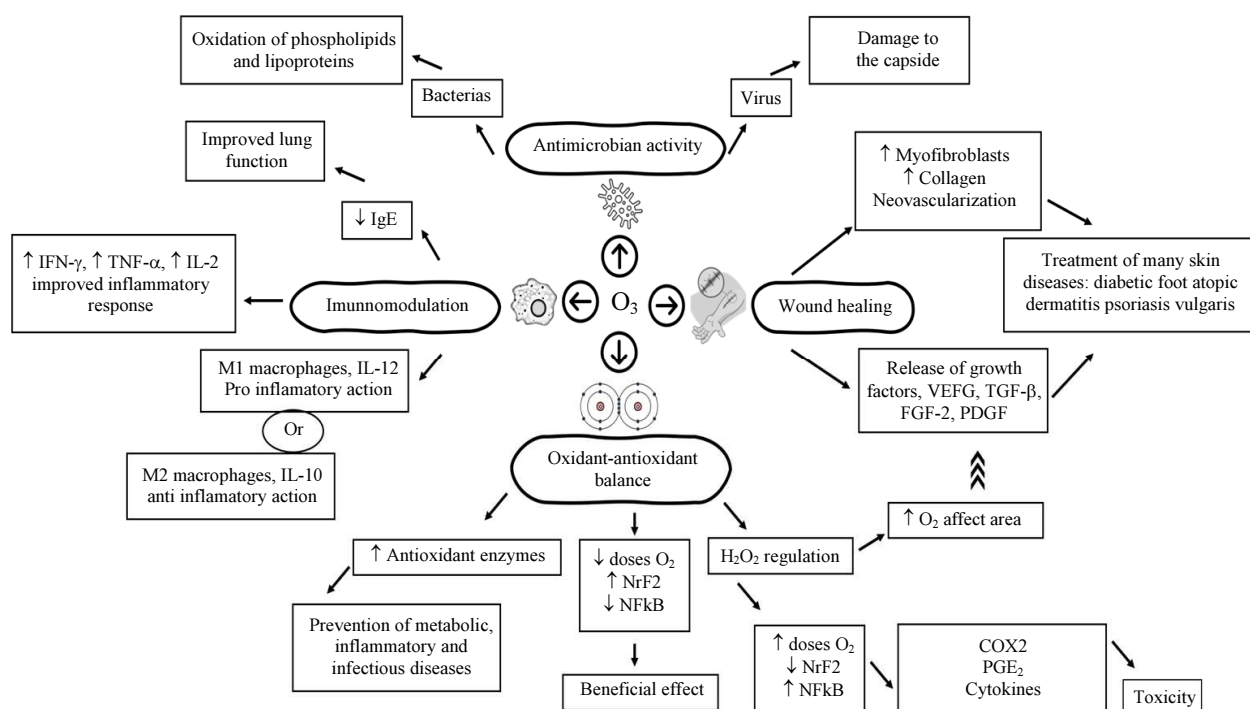 Oxidation of phospholipids
and lipoproteins
Damage to
the capside
Bacterias
Virus
Antimicrobian activity
Improved lung
function
↓ IgE
↑ Myofibroblasts
↑ Collagen
Neovascularization
↑ IFN-γ, ↑ TNF-α, ↑ IL-2
improved inflammatory
response
Imunnomodulation
O₃
Wound healing
Treatment of many skin
diseases: diabetic foot atopic
dermatitis psoriasis vulgaris
M1 macrophages, IL-12
Pro inflamatory action
Or
M2 macrophages, IL-10
anti inflamatory action
Release of growth
factors, VEFG, TGF-β,
FGF-2, PDGF
Oxidant-antioxidant
balance
↑ O₂ affect area
↑ Antioxidant enzymes
↓ doses O₂
↑ NrF2
↓ NFkB
H₂O₂ regulation
Prevention of metabolic,
inflammatory and
infectious diseases
Beneficial effect
↑ doses O₂
↓ NrF2
↑ NFkB
COX2
PGE₂
Cytokines
Toxicity